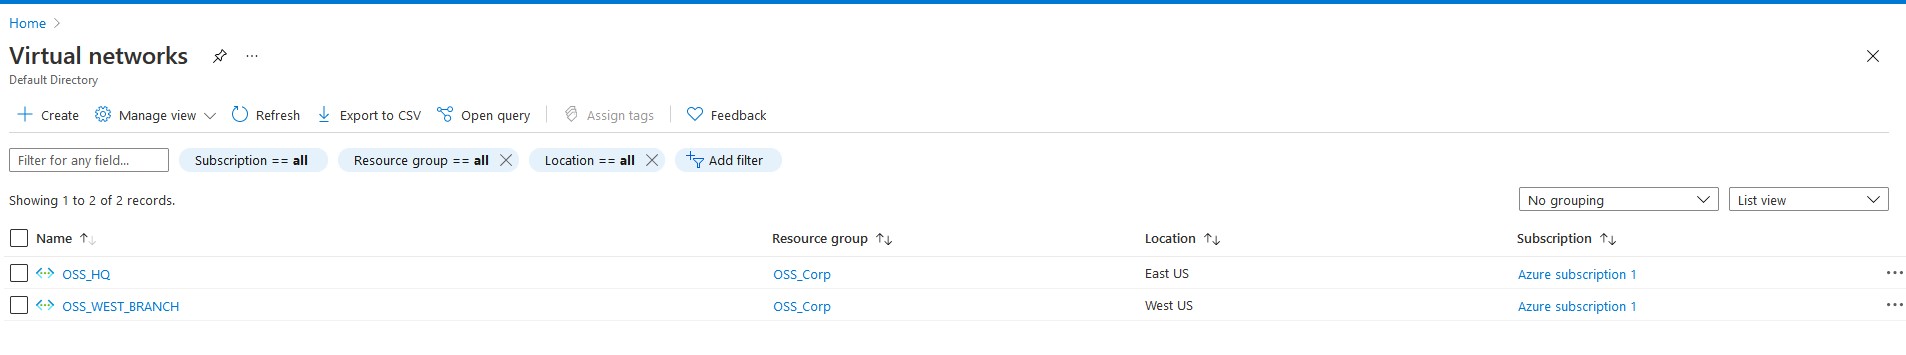 Home
Virtual networks
Default Directory
Create Manage view Refresh Export to CSV Open query Assign tags Feedback
Filter for any field... Subscription == all Resource group == all Location == all Add filter
Showing 1 to 2 of 2 records. No grouping List view
Name Resource group Location Subscription
OSS_HQ OSS_Corp East US Azure subscription 1
OSS_WEST_BRANCH OSS_Corp West US Azure subscription 1